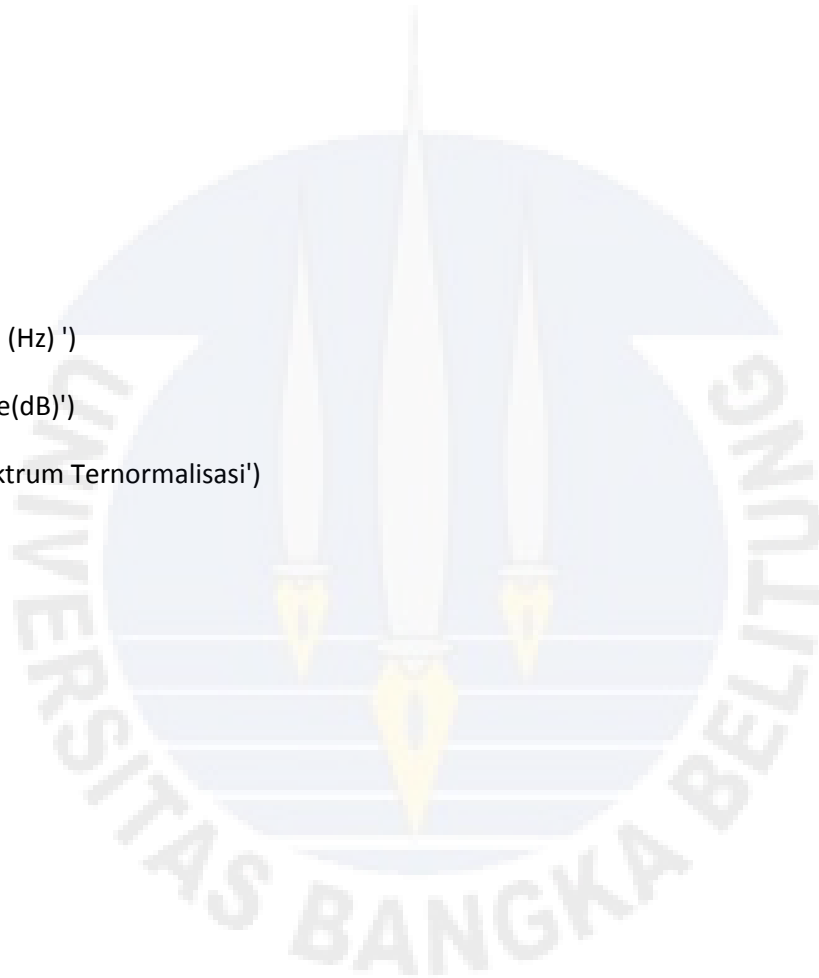 (Hz) ')
e(dB)')
ktrum Ternormalisasi')
UNIVERSITAS BANGKA BELITUNG